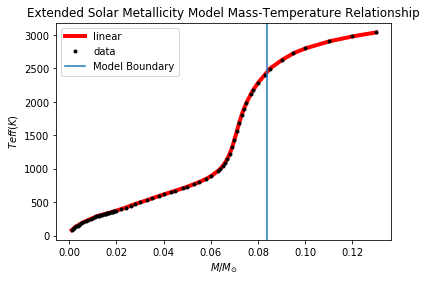 Extended Solar Metallicity Model Mass-Temperature Relationship
linear
data
Model Boundary
Teff(K)
3000
2500
2000
1500
1000
500
0
0.00 0.02 0.04 0.06 0.08 0.10 0.12
M/M⊙